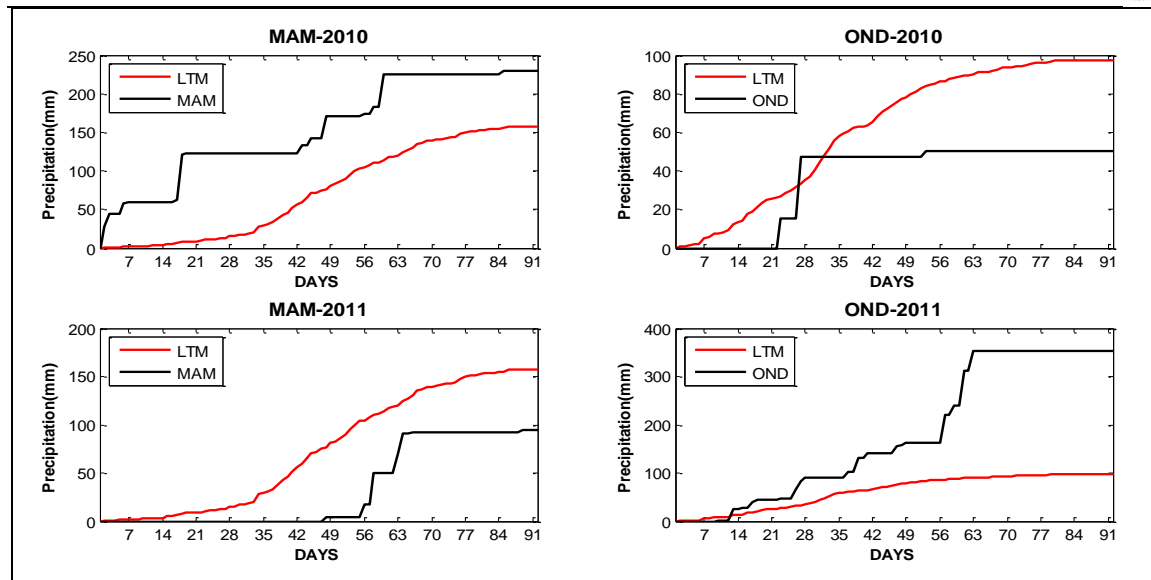 MAM-2010
250
200
150
100
50
0
Precipitation(mm)
LTM
MAM
7 14 21 28 35 42 49 56 63 70 77 84 91
DAYS
OND-2010
100
80
60
40
20
0
Precipitation(mm)
LTM
OND
7 14 21 28 35 42 49 56 63 70 77 84 91
DAYS
MAM-2011
200
150
100
50
0
Precipitation(mm)
LTM
MAM
7 14 21 28 35 42 49 56 63 70 77 84 91
DAYS
OND-2011
400
300
200
100
0
Precipitation(mm)
LTM
OND
7 14 21 28 35 42 49 56 63 70 77 84 91
DAYS